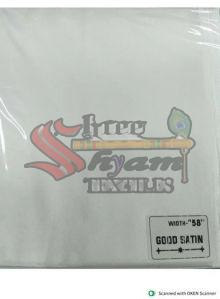 Shree
Shyam
TEXTILES
WIDTH-"58"
GOOD SATIN
Scanned with OKEN Scanner